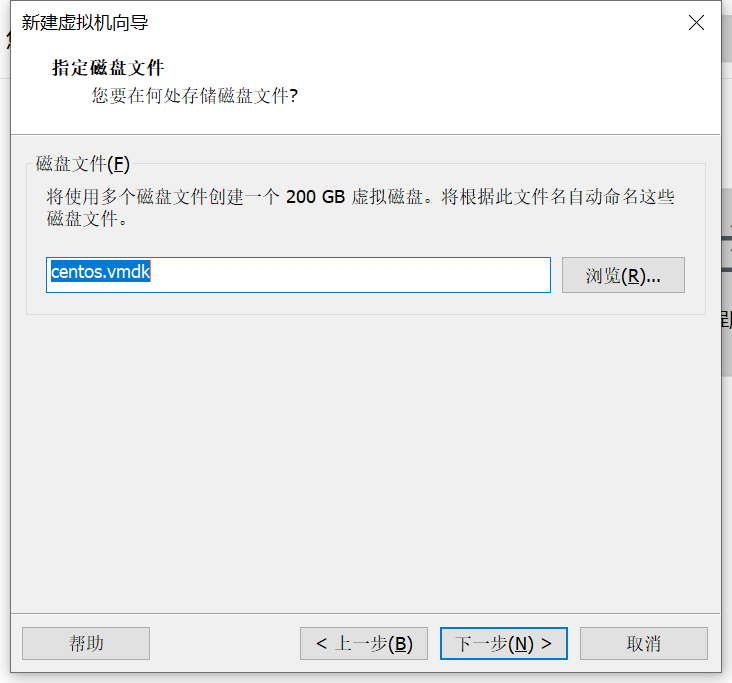 新建虚拟机向导
指定磁盘文件
您要在何处存储磁盘文件?
磁盘文件(F)
将使用多个磁盘文件创建一个 200 GB 虚拟磁盘。将根据此文件名自动命名这些
磁盘文件。
centos.vmdk
浏览(R)...
帮助
< 上一步(B)
下一步(N) >
取消